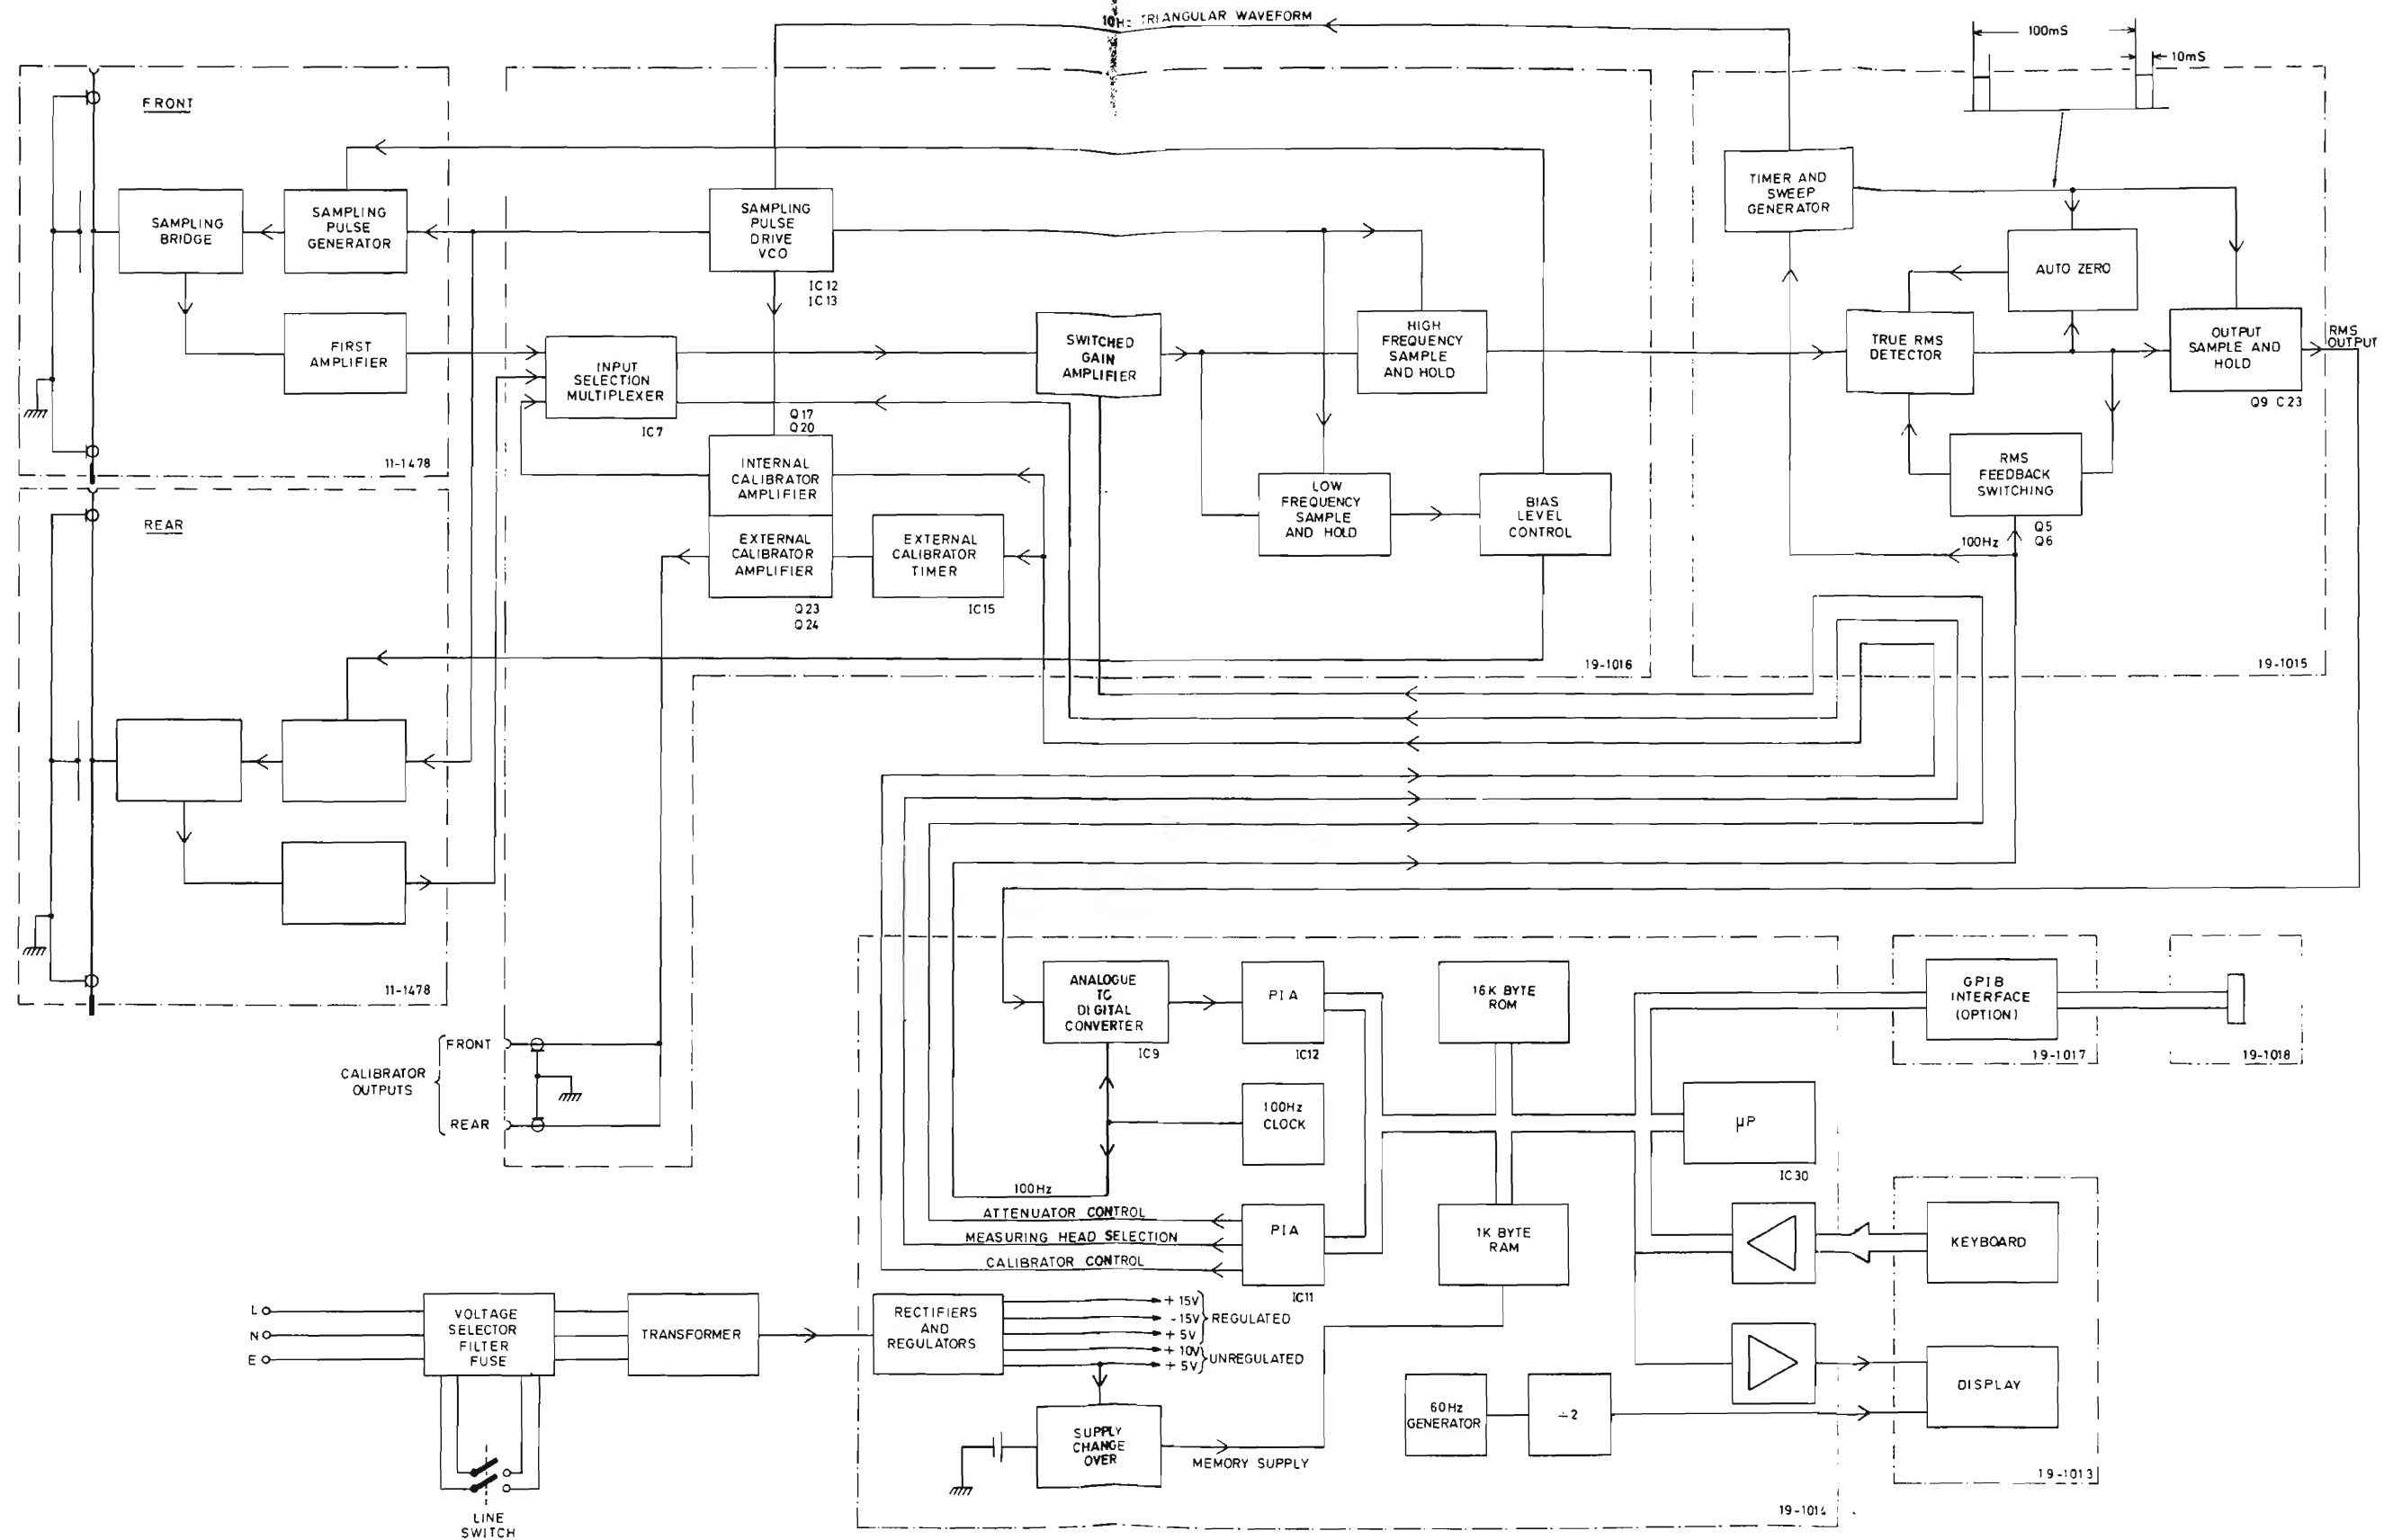 10Hz TRIANGULAR WAVEFORM
100mS
10mS
FRONT
SAMPLING
BRIDGE
SAMPLING
PULSE
GENERATOR
FIRST
AMPLIFIER
11-1478
REAR
11-1478
SAMPLING
PULSE
DRIVE
VCO
IC12
IC13
INPUT
SELECTION
MULTIPLEXER
IC7
SWITCHED
GAIN
AMPLIFIER
HIGH
FREQUENCY
SAMPLE
AND HOLD
Q17
Q20
INTERNAL
CALIBRATOR
AMPLIFIER
EXTERNAL
CALIBRATOR
AMPLIFIER
Q23
Q24
EXTERNAL
CALIBRATOR
TIMER
IC15
LOW
FREQUENCY
SAMPLE
AND HOLD
BIAS
LEVEL
CONTROL
19-1016
TIMER AND
SWEEP
GENERATOR
AUTO ZERO
TRUE RMS
DETECTOR
OUTPUT
SAMPLE AND
HOLD
RMS
OUTPUT
Q9 C23
RMS
FEEDBACK
SWITCHING
Q5
Q6
100Hz
19-1015
FRONT
CALIBRATOR
OUTPUTS
REAR
ANALOGUE
TO
DIGITAL
CONVERTER
IC9
PIA
IC12
16K BYTE
ROM
GPIB
INTERFACE
(OPTION)
19-1017
19-1018
100Hz
CLOCK
µP
IC30
100Hz
ATTENUATOR CONTROL
MEASURING HEAD SELECTION
CALIBRATOR CONTROL
PIA
IC11
1K BYTE
RAM
KEYBOARD
L
N
E
VOLTAGE
SELECTOR
FILTER
FUSE
TRANSFORMER
RECTIFIERS
AND
REGULATORS
+15V
-15V
+5V
REGULATED
+10V
+5V
UNREGULATED
SUPPLY
CHANGE
OVER
MEMORY SUPPLY
60Hz
GENERATOR
÷2
DISPLAY
19-1013
19-1014
LINE
SWITCH